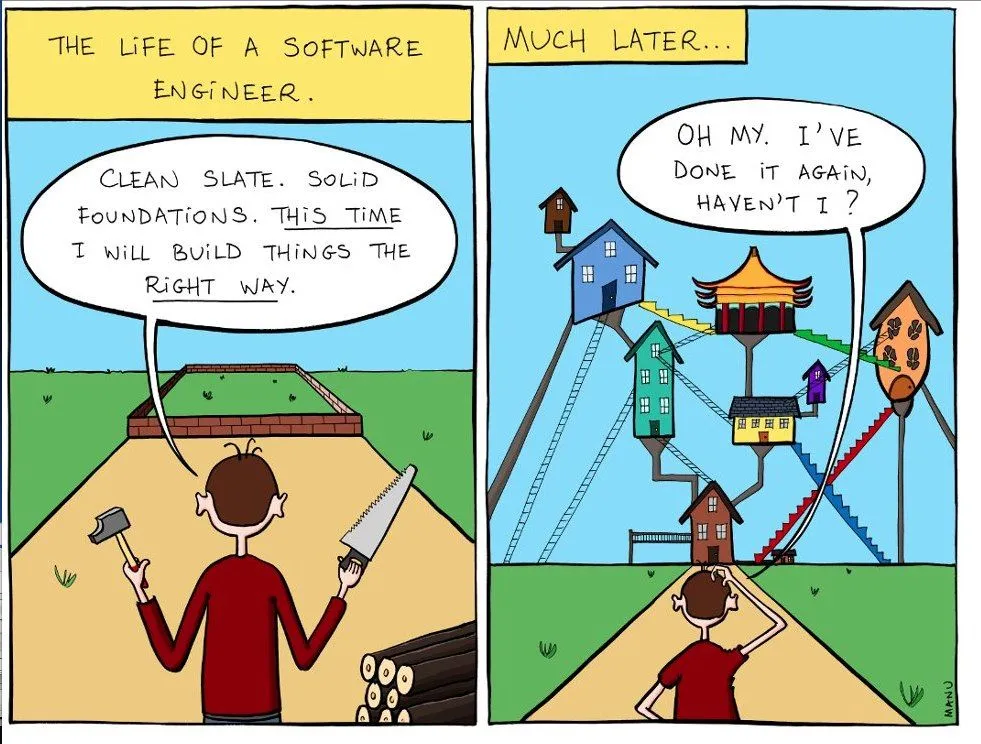 THE LIFE OF A SOFTWARE
ENGINEER.
CLEAN SLATE. SOLID
FOUNDATIONS. THIS TIME
I WILL BUILD THINGS THE
RIGHT WAY.
MUCH LATER...
OH MY. I'VE
DONE IT AGAIN,
HAVEN'T I ?
MANU